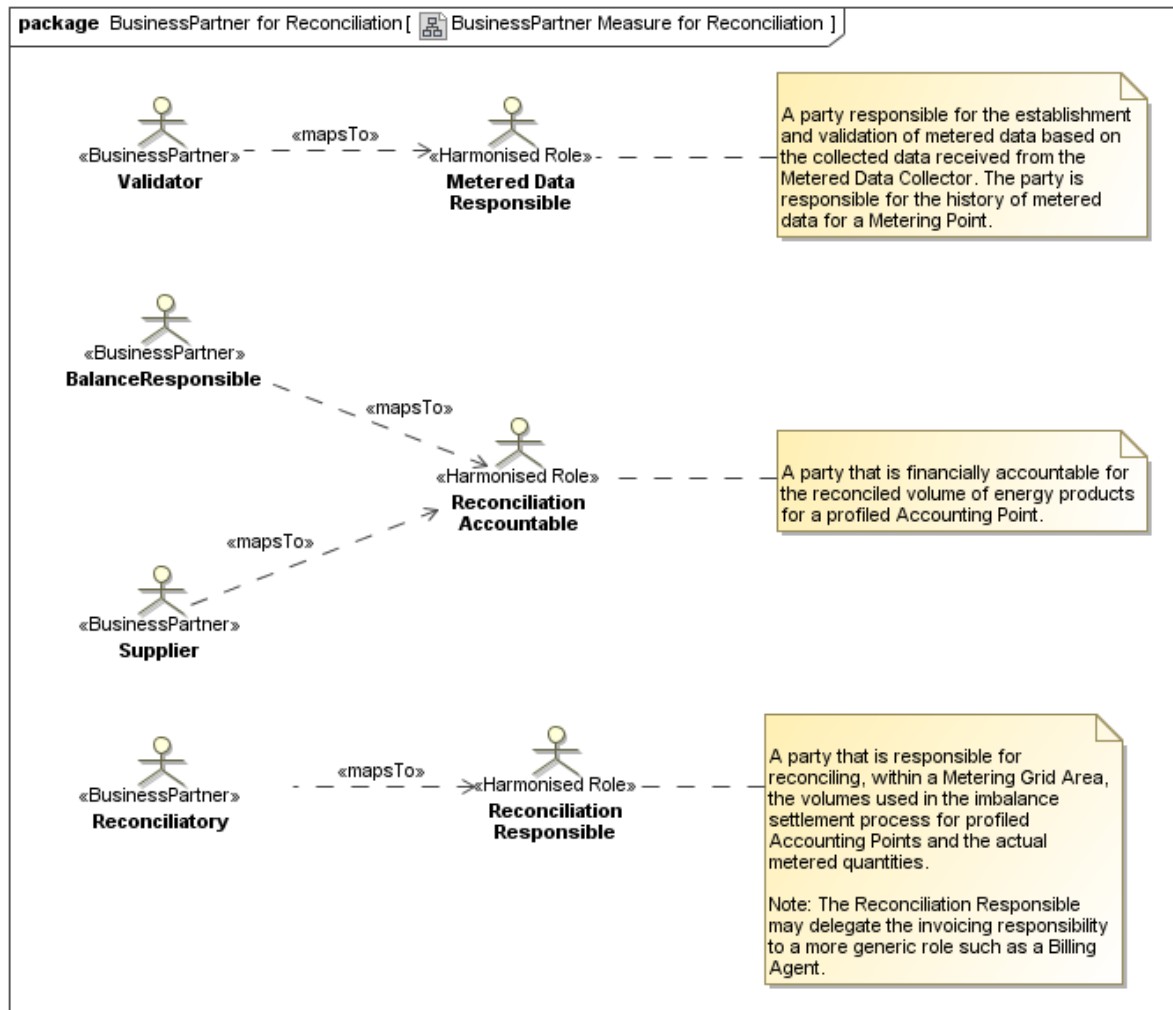 package BusinessPartner for Reconciliation [ BusinessPartner Measure for Reconciliation ]
«BusinessPartner»
Validator
«mapsTo»
«Harmonised Role»
Metered Data
Responsible
A party responsible for the establishment
and validation of metered data based on
the collected data received from the
Metered Data Collector. The party is
responsible for the history of metered
data for a Metering Point.
«BusinessPartner»
BalanceResponsible
«mapsTo»
«Harmonised Role»
Reconciliation
Accountable
A party that is financially accountable for
the reconciled volume of energy products
for a profiled Accounting Point.
«mapsTo»
«BusinessPartner»
Supplier
«BusinessPartner»
Reconciliatory
«mapsTo»
«Harmonised Role»
Reconciliation
Responsible
A party that is responsible for
reconciling, within a Metering Grid Area,
the volumes used in the imbalance
settlement process for profiled
Accounting Points and the actual
metered quantities.
Note: The Reconciliation Responsible
may delegate the invoicing responsibility
to a more generic role such as a Billing
Agent.